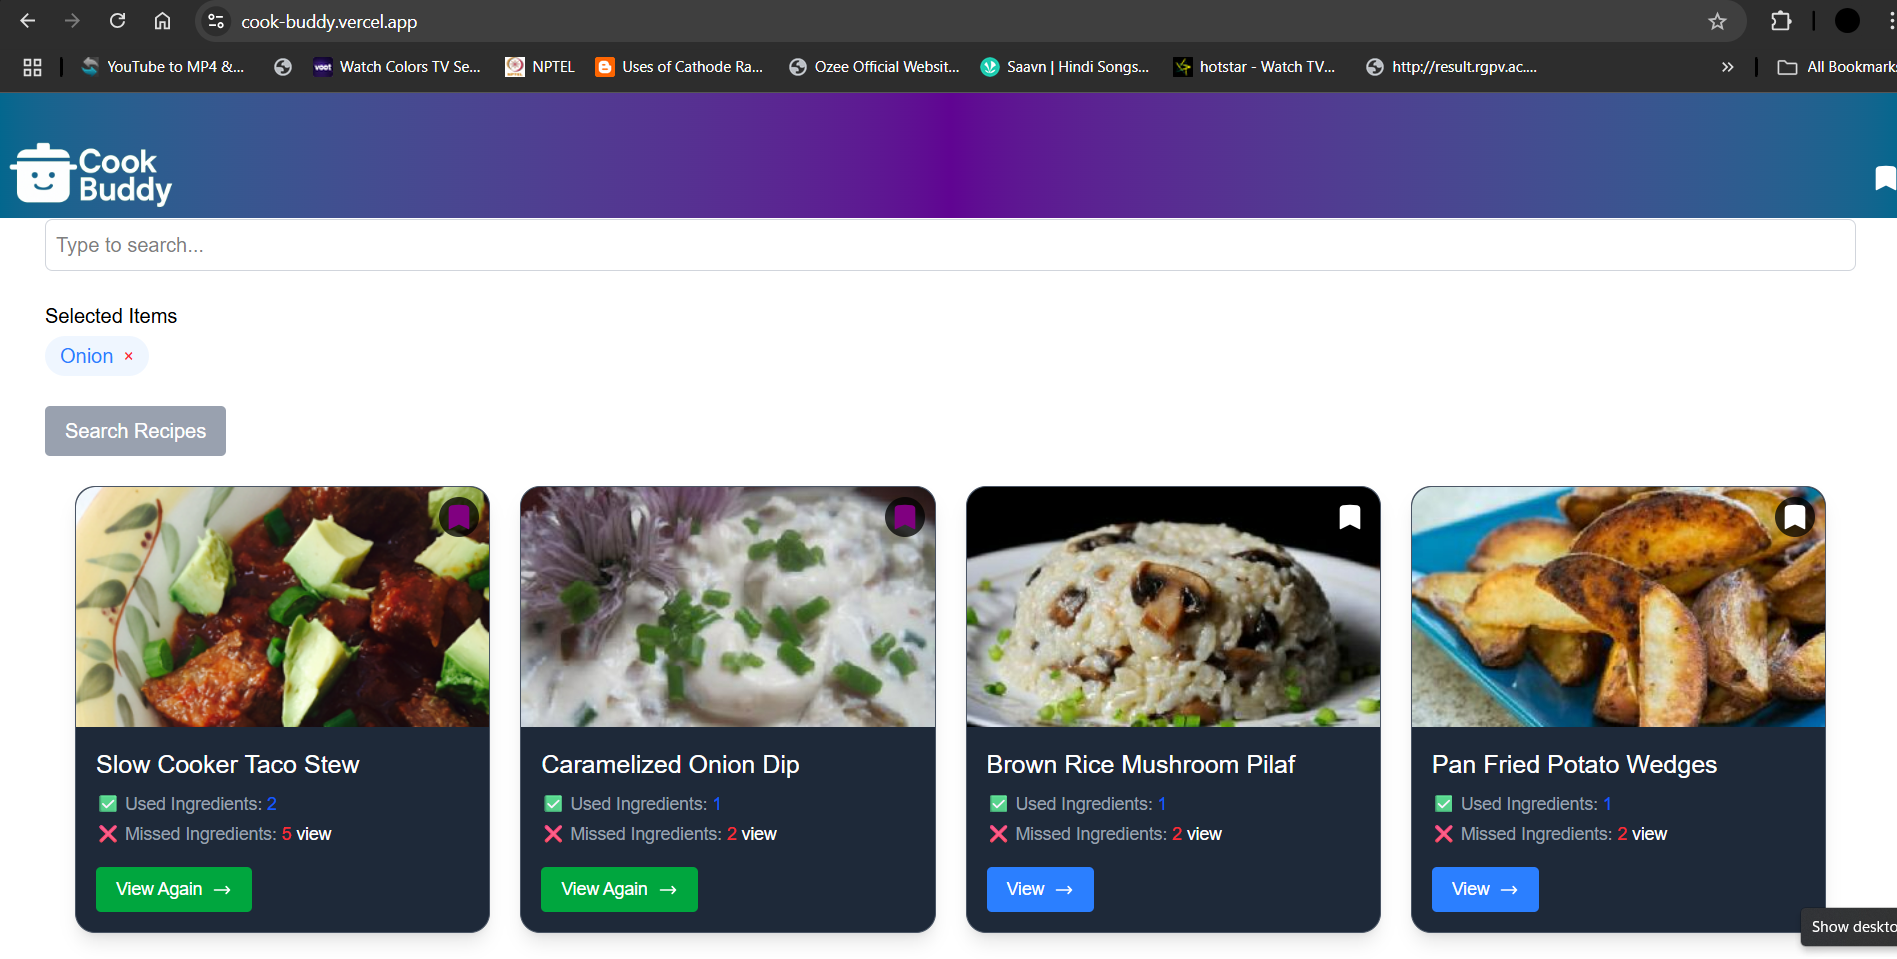 cook-buddy.vercel.app
YouTube to MP4 &... Watch Colors TV Se... NPTEL Uses of Cathode Ra... Ozee Official Websit... Saavn | Hindi Songs... hotstar - Watch TV... http://result.rgpv.ac.... » All Bookmarks
Cook
Buddy
Type to search...
Selected Items
Onion ×
Search Recipes
Slow Cooker Taco Stew
Used Ingredients: 2
Missed Ingredients: 5 view
View Again →
Caramelized Onion Dip
Used Ingredients: 1
Missed Ingredients: 2 view
View Again →
Brown Rice Mushroom Pilaf
Used Ingredients: 1
Missed Ingredients: 2 view
View →
Pan Fried Potato Wedges
Used Ingredients: 1
Missed Ingredients: 2 view
View →
Show deskto